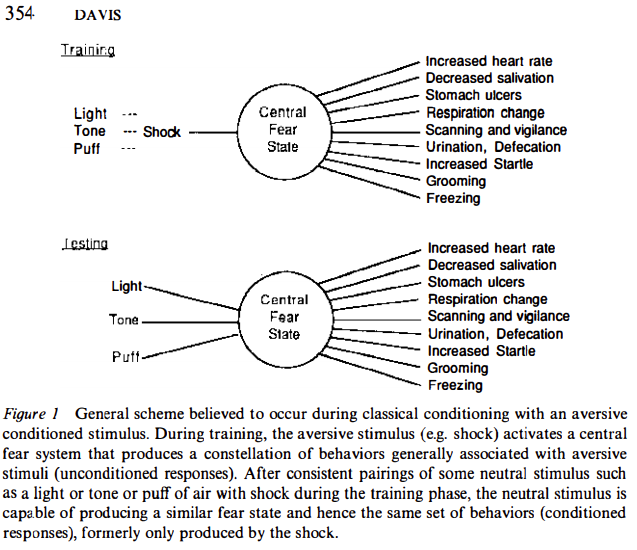 354 DAVIS
Training
Light ---
Tone --- Shock
Puff ---
Central
Fear
State
Increased heart rate
Decreased salivation
Stomach ulcers
Respiration change
Scanning and vigilance
Urination, Defecation
Increased Startle
Grooming
Freezing
Testing
Light
Tone
Puff
Central
Fear
State
Increased heart rate
Decreased salivation
Stomach ulcers
Respiration change
Scanning and vigilance
Urination, Defecation
Increased Startle
Grooming
Freezing
Figure 1 General scheme believed to occur during classical conditioning with an aversive
conditioned stimulus. During training, the aversive stimulus (e.g. shock) activates a central
fear system that produces a constellation of behaviors generally associated with aversive
stimuli (unconditioned responses). After consistent pairings of some neutral stimulus such
as a light or tone or puff of air with shock during the training phase, the neutral stimulus is
capable of producing a similar fear state and hence the same set of behaviors (conditioned
responses), formerly only produced by the shock.